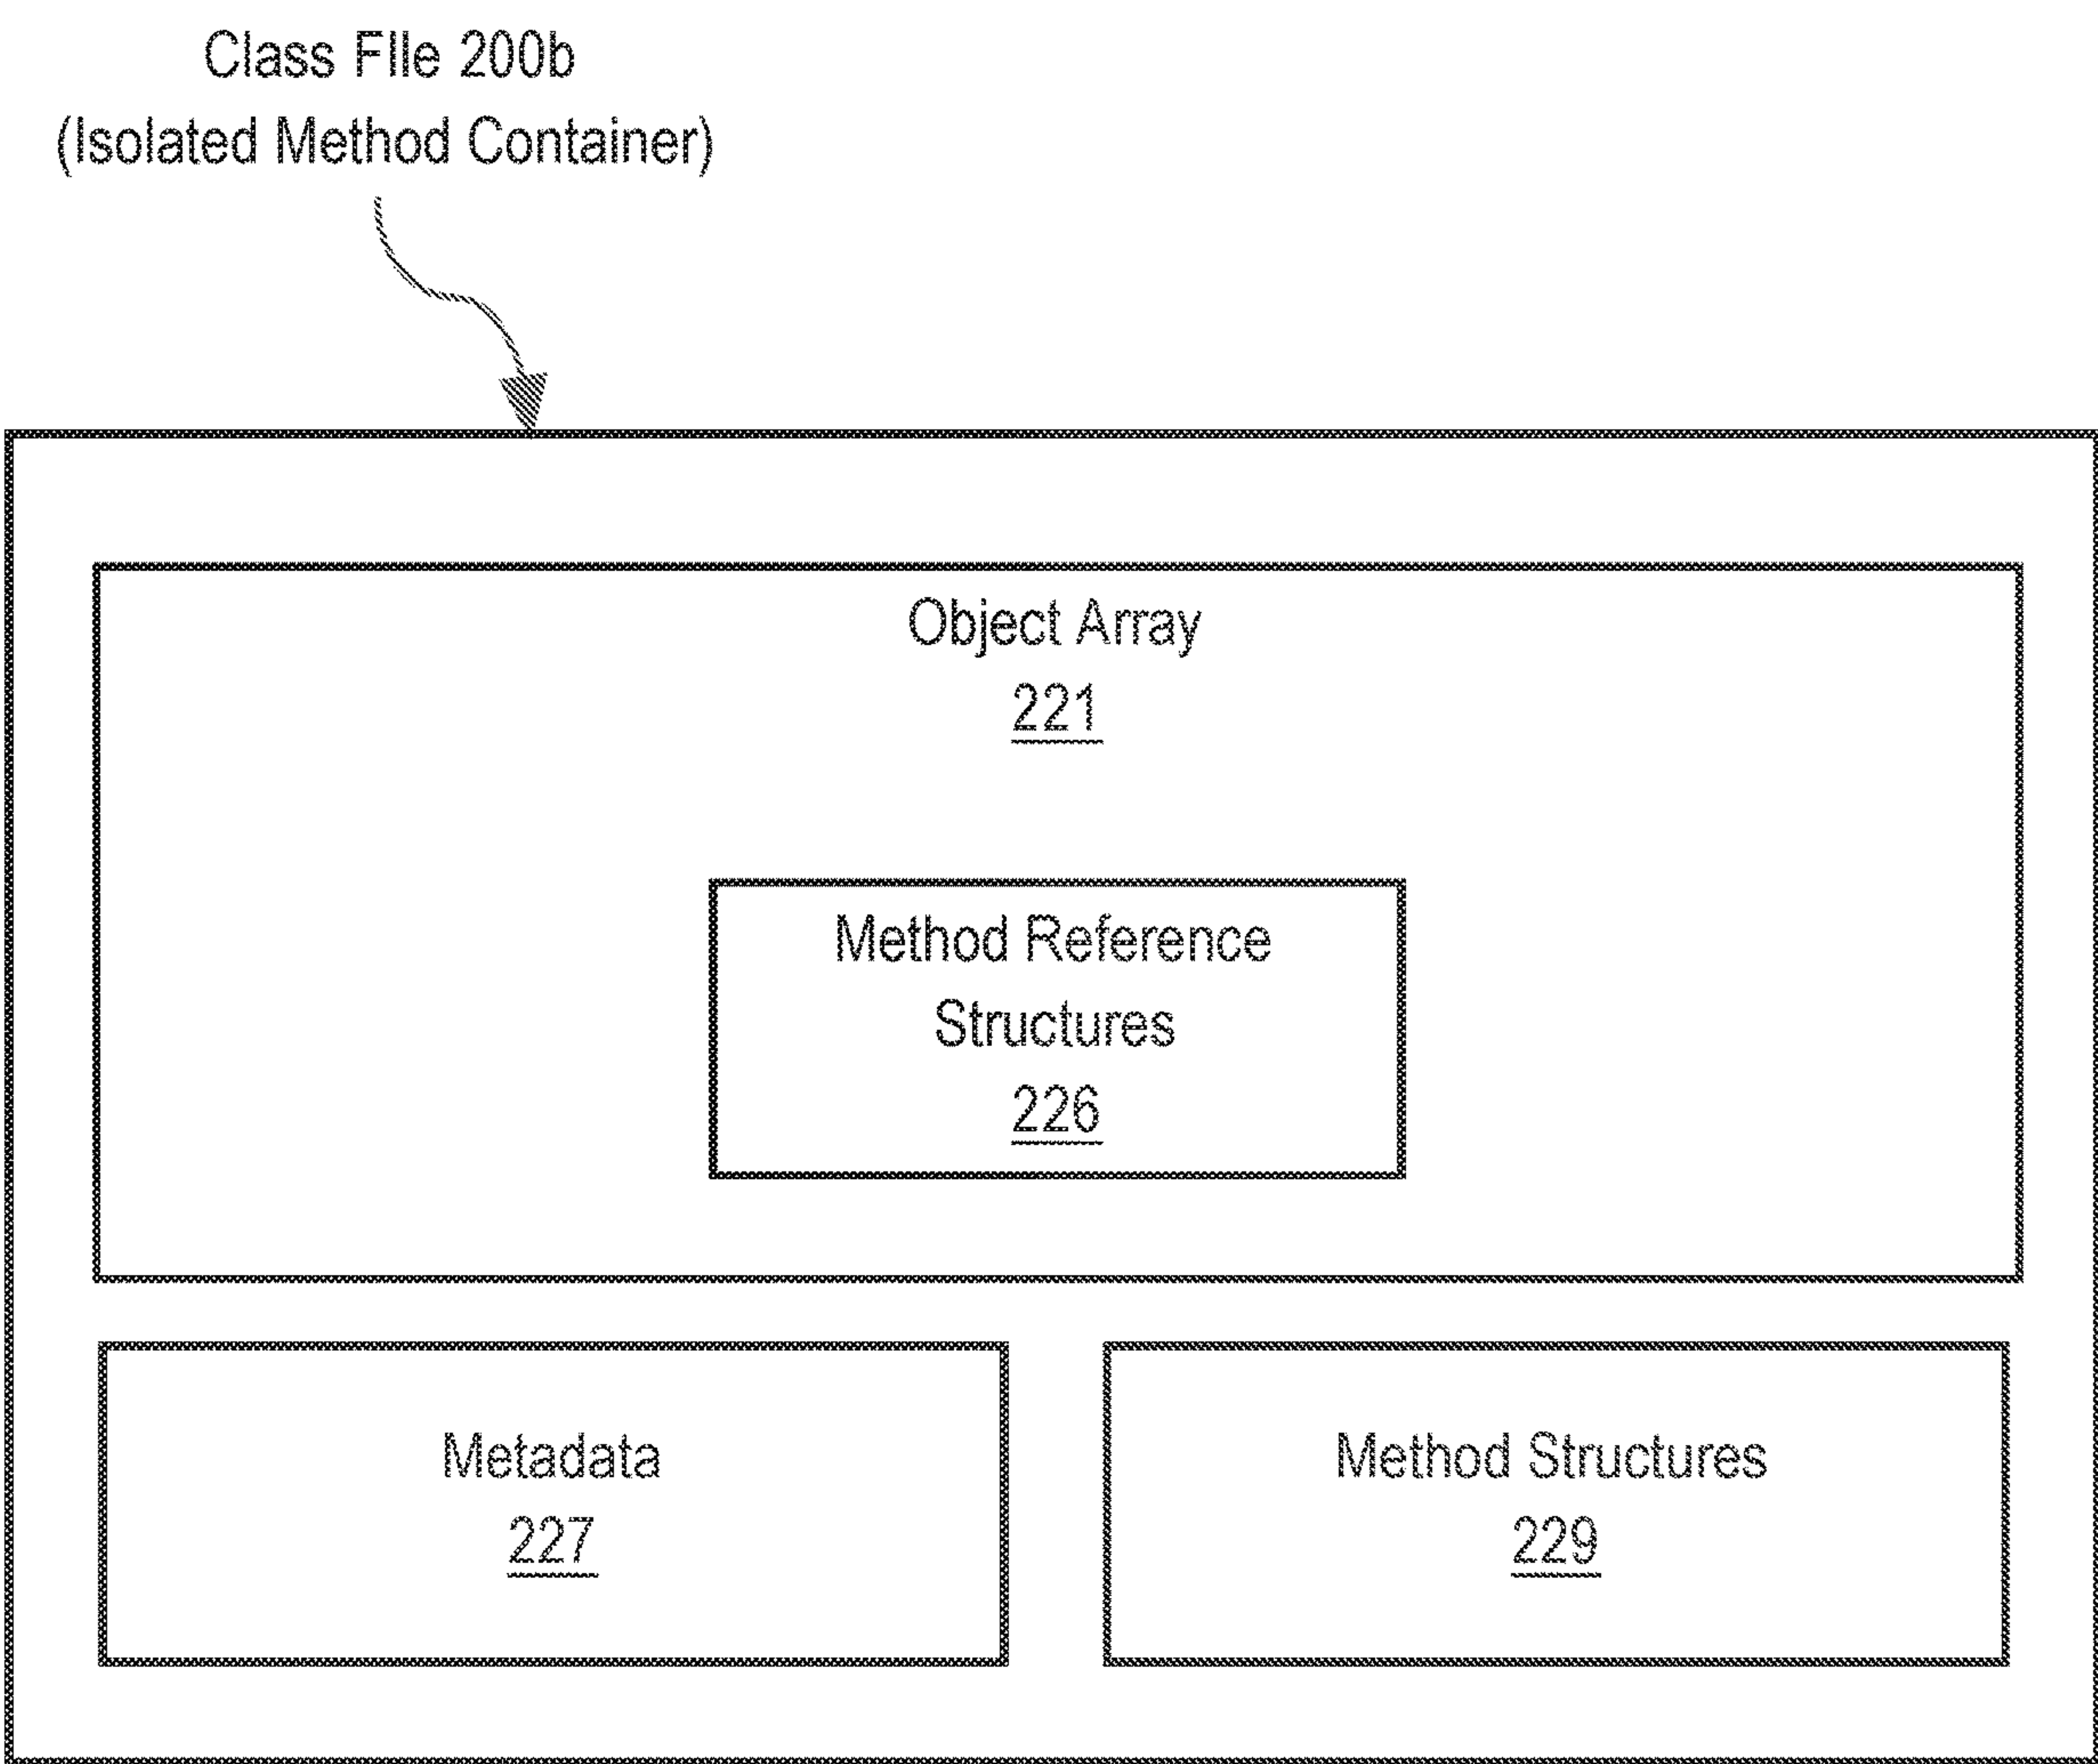 Class File 200b
(Isolated Method Container)
Object Array
221
Method Reference
Structures
226
Metadata
227
Method Structures
229